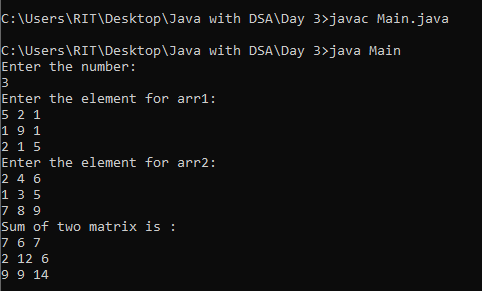 C:\Users\RIT\Desktop\Java with DSA\Day 3>javac Main.java
C:\Users\RIT\Desktop\Java with DSA\Day 3>java Main
Enter the number:
3
Enter the element for arr1:
5 2 1
1 9 1
2 1 5
Enter the element for arr2:
2 4 6
1 3 5
7 8 9
Sum of two matrix is :
7 6 7
2 12 6
9 9 14